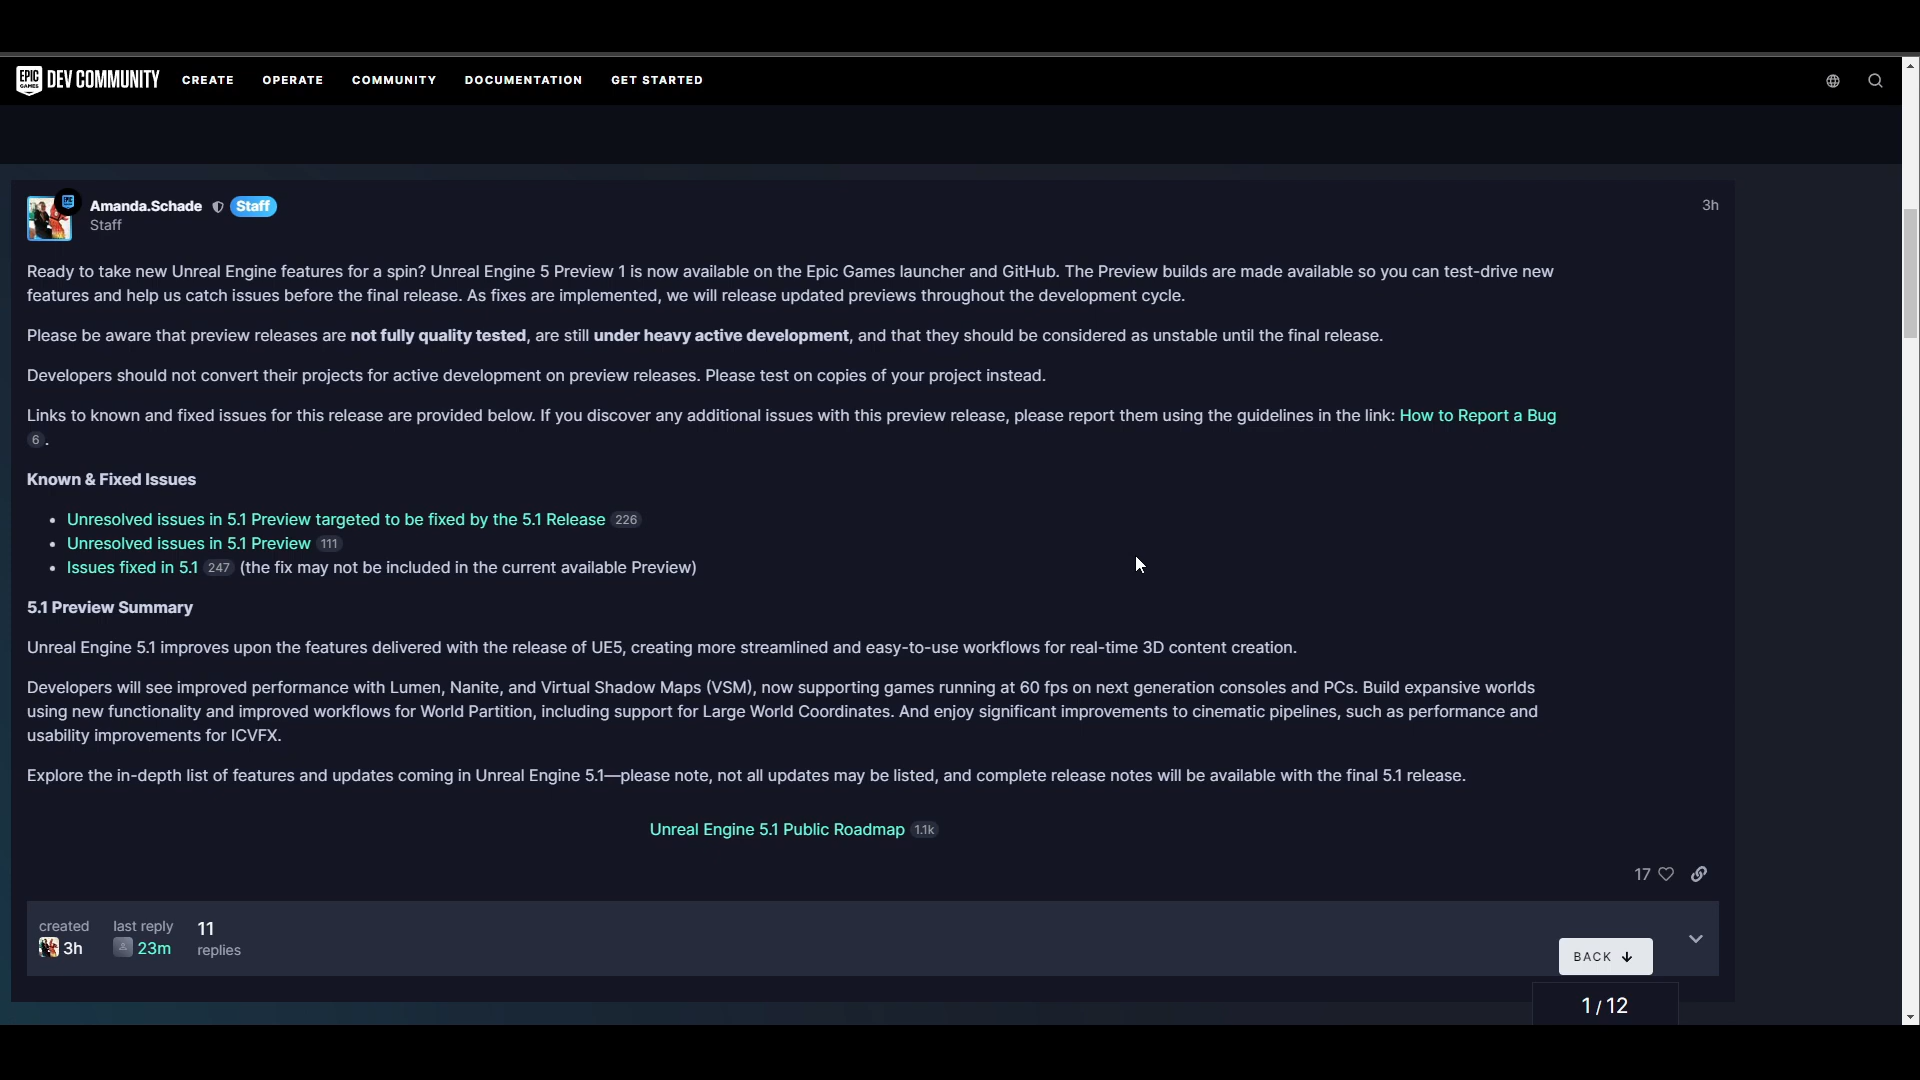 EPIC GAMES DEV COMMUNITY CREATE OPERATE COMMUNITY DOCUMENTATION GET STARTED
Amanda.Schade Staff 3h
Staff
Ready to take new Unreal Engine features for a spin? Unreal Engine 5 Preview 1 is now available on the Epic Games launcher and GitHub. The Preview builds are made available so you can test-drive new
features and help us catch issues before the final release. As fixes are implemented, we will release updated previews throughout the development cycle.
Please be aware that preview releases are not fully quality tested, are still under heavy active development, and that they should be considered as unstable until the final release.
Developers should not convert their projects for active development on preview releases. Please test on copies of your project instead.
Links to known and fixed issues for this release are provided below. If you discover any additional issues with this preview release, please report them using the guidelines in the link: How to Report a Bug
6 .
Known & Fixed Issues
• Unresolved issues in 5.1 Preview targeted to be fixed by the 5.1 Release 226
• Unresolved issues in 5.1 Preview 111
• Issues fixed in 5.1 247 (the fix may not be included in the current available Preview)
5.1 Preview Summary
Unreal Engine 5.1 improves upon the features delivered with the release of UE5, creating more streamlined and easy-to-use workflows for real-time 3D content creation.
Developers will see improved performance with Lumen, Nanite, and Virtual Shadow Maps (VSM), now supporting games running at 60 fps on next generation consoles and PCs. Build expansive worlds
using new functionality and improved workflows for World Partition, including support for Large World Coordinates. And enjoy significant improvements to cinematic pipelines, such as performance and
usability improvements for ICVFX.
Explore the in-depth list of features and updates coming in Unreal Engine 5.1—please note, not all updates may be listed, and complete release notes will be available with the final 5.1 release.
Unreal Engine 5.1 Public Roadmap 1.1k
17
created last reply 11
3h 23m replies
BACK
1 / 12